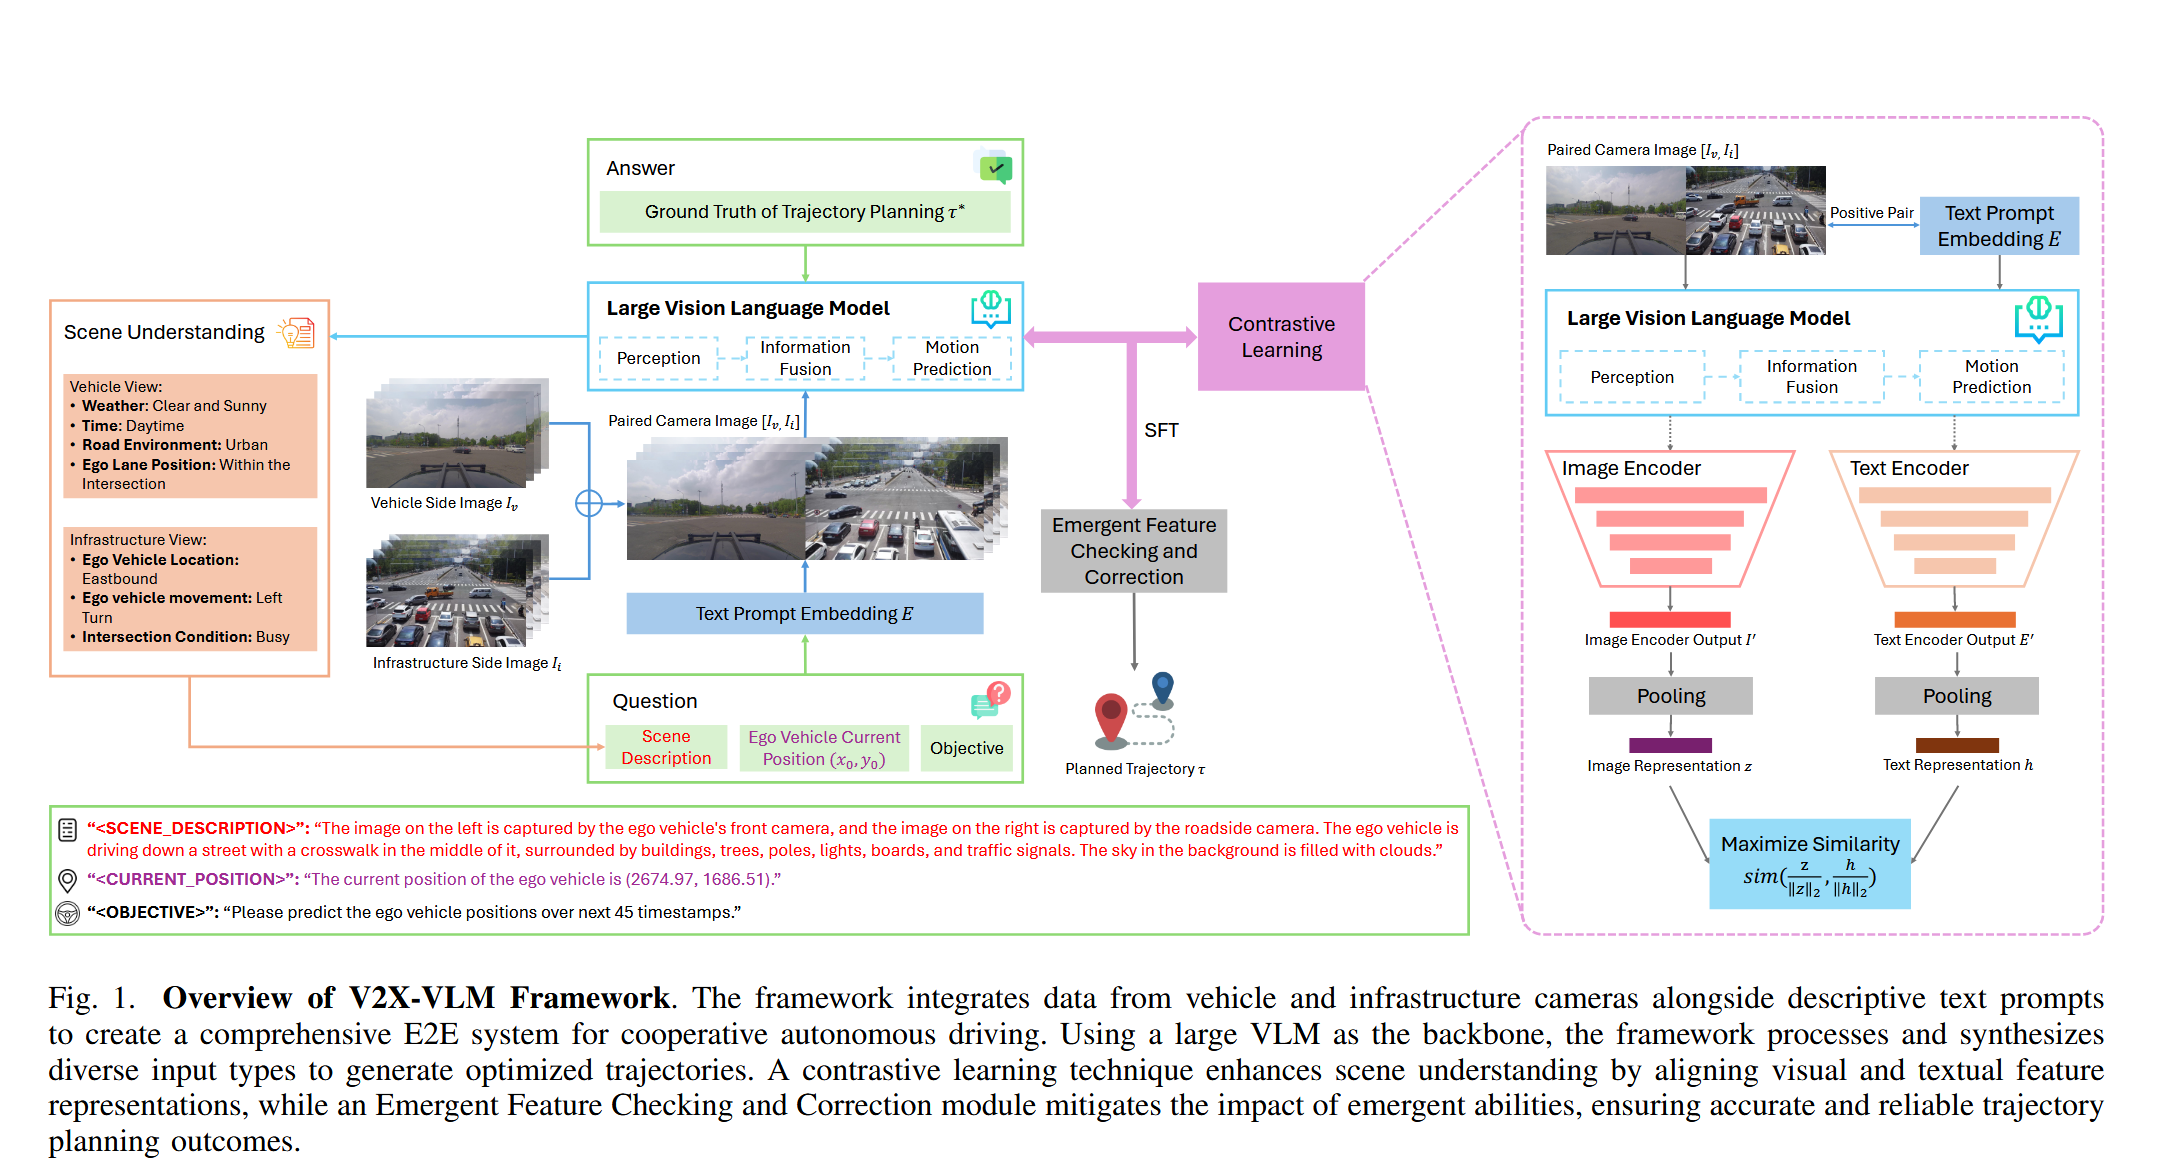 Answer
Ground Truth of Trajectory Planning τ*
Large Vision Language Model
Perception
Information
Fusion
Motion
Prediction
Scene Understanding
Vehicle View:
• Weather: Clear and Sunny
• Time: Daytime
• Road Environment: Urban
• Ego Lane Position: Within the
Intersection
Infrastructure View:
• Ego Vehicle Location:
Eastbound
• Ego vehicle movement: Left
Turn
• Intersection Condition: Busy
Vehicle Side Image Iᵥ
Infrastructure Side Image Iᵢ
Paired Camera Image [Iᵥ, Iᵢ]
Text Prompt Embedding E
Question
Scene
Description
Ego Vehicle Current
Position (x₀, y₀)
Objective
Contrastive
Learning
SFT
Emergent Feature
Checking and
Correction
Planned Trajectory τ
“<SCENE_DESCRIPTION>”: “The image on the left is captured by the ego vehicle's front camera, and the image on the right is captured by the roadside camera. The ego vehicle is
driving down a street with a crosswalk in the middle of it, surrounded by buildings, trees, poles, lights, boards, and traffic signals. The sky in the background is filled with clouds.”
“<CURRENT_POSITION>”: “The current position of the ego vehicle is (2674.97, 1686.51).”
“<OBJECTIVE>”: “Please predict the ego vehicle positions over next 45 timestamps.”
Paired Camera Image [Iᵥ, Iᵢ]
Positive Pair
Text Prompt
Embedding E
Large Vision Language Model
Perception
Information
Fusion
Motion
Prediction
Image Encoder
Text Encoder
Image Encoder Output I′
Text Encoder Output E′
Pooling
Pooling
Image Representation z
Text Representation h
Maximize Similarity
sim(z/‖z‖₂, h/‖h‖₂)
Fig. 1. Overview of V2X-VLM Framework. The framework integrates data from vehicle and infrastructure cameras alongside descriptive text prompts
to create a comprehensive E2E system for cooperative autonomous driving. Using a large VLM as the backbone, the framework processes and synthesizes
diverse input types to generate optimized trajectories. A contrastive learning technique enhances scene understanding by aligning visual and textual feature
representations, while an Emergent Feature Checking and Correction module mitigates the impact of emergent abilities, ensuring accurate and reliable trajectory
planning outcomes.